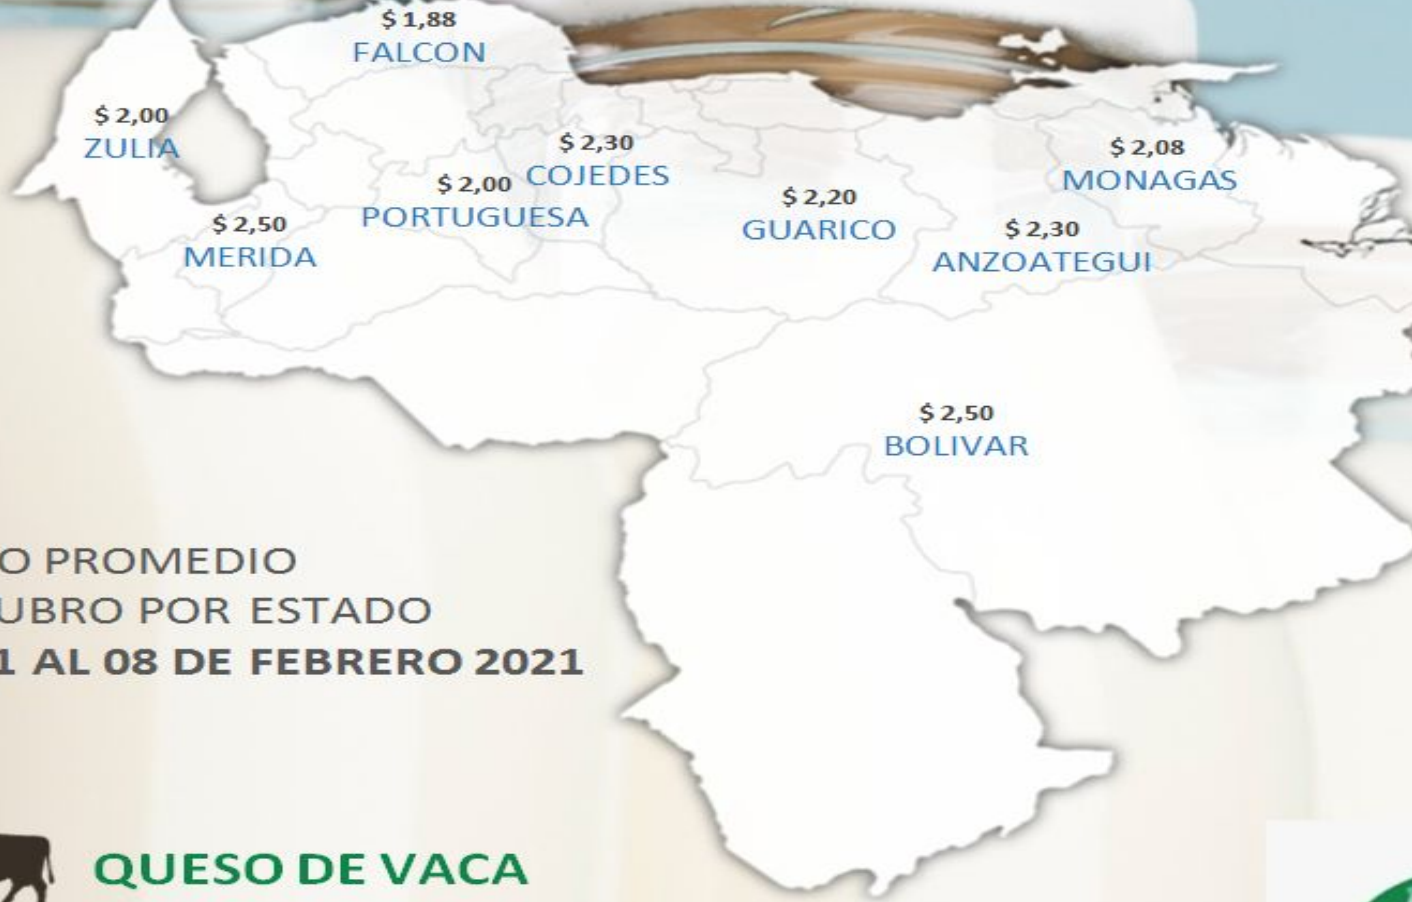 $ 1,88
FALCON
$ 2,00
ZULIA
$ 2,30
COJEDES
$ 2,08
MONAGAS
$ 2,00
PORTUGUESA
$ 2,20
GUARICO
$ 2,50
MERIDA
$ 2,30
ANZOATEGUI
$ 2,50
BOLIVAR
O PROMEDIO
UBRO POR ESTADO
1 AL 08 DE FEBRERO 2021
QUESO DE VACA